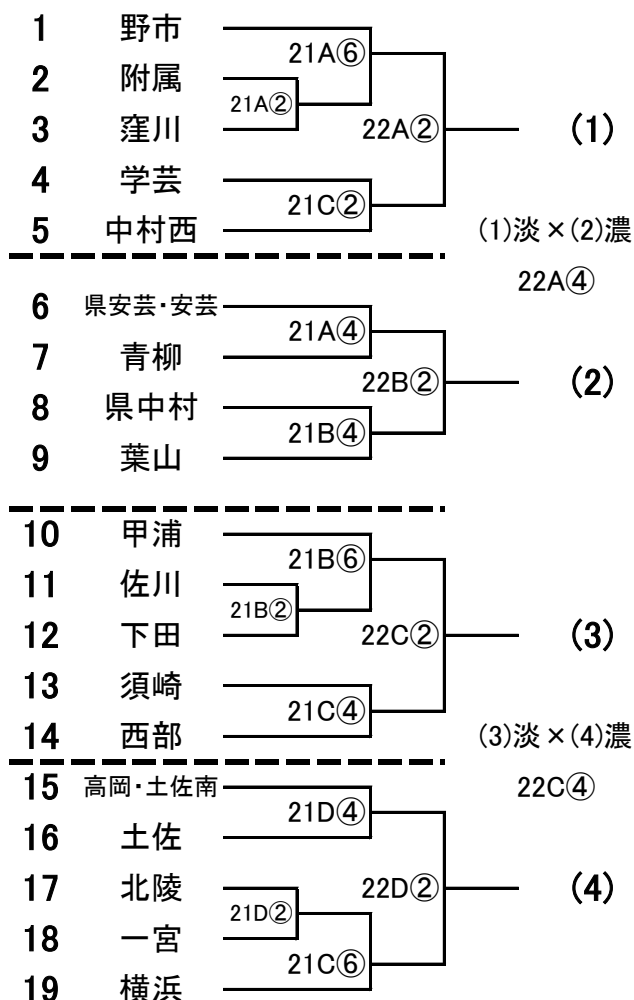 1 野市
21A⑥
2 附属
21A②
3 窪川
22A②
(1)
4 学芸
21C②
5 中村西
(1)淡×(2)濃
22A④
6 県安芸・安芸
21A④
7 青柳
22B②
(2)
8 県中村
21B④
9 葉山
10 甲浦
21B⑥
11 佐川
21B②
12 下田
22C②
(3)
13 須崎
21C④
14 西部
(3)淡×(4)濃
15 高岡・土佐南
22C④
21D④
16 土佐
17 北陵
22D②
(4)
21D②
18 一宮
21C⑥
19 横浜